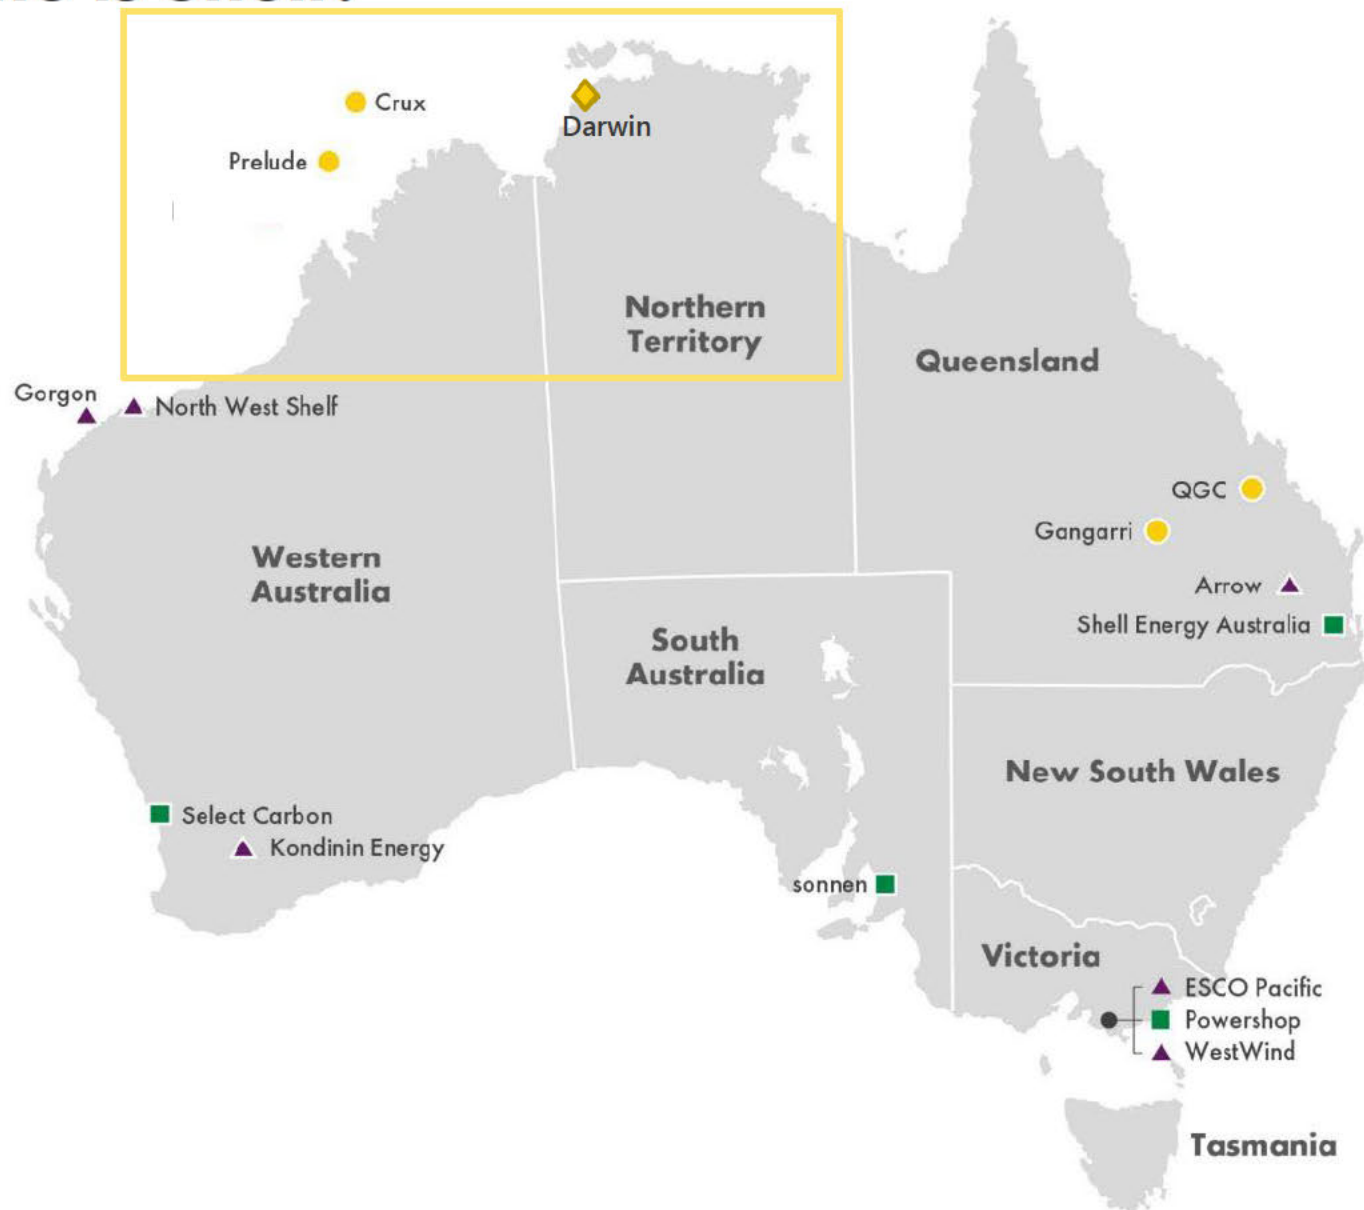 Crux
Darwin
Prelude
Northern
Territory
Queensland
Gorgon
North West Shelf
QGC
Gangarri
Western
Australia
Arrow
Shell Energy Australia
South
Australia
New South Wales
Select Carbon
Kondinin Energy
sonnen
Victoria
ESCO Pacific
Powershop
WestWind
Tasmania